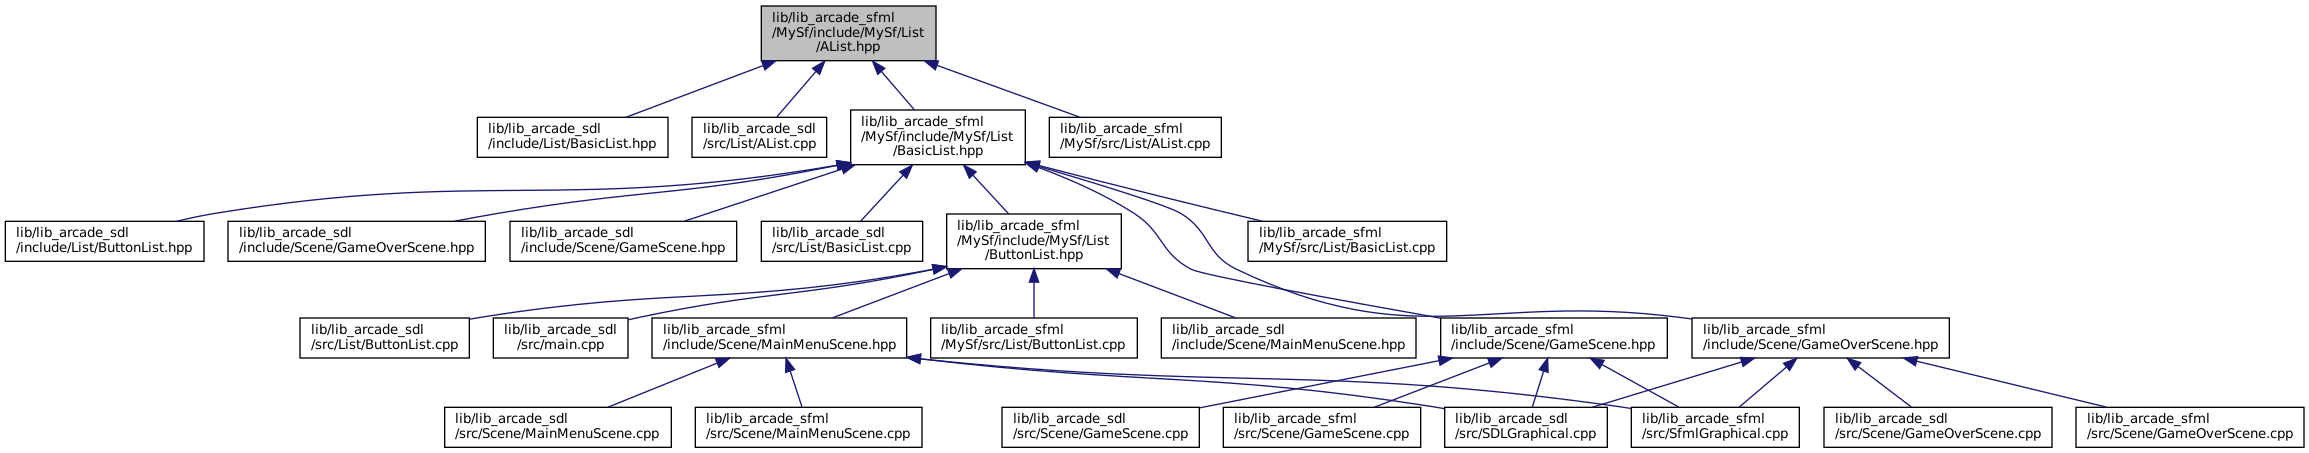 lib/lib_arcade_sfml
/MySf/include/MySf/List
/AList.hpp
lib/lib_arcade_sdl
/include/List/BasicList.hpp
lib/lib_arcade_sdl
/src/List/AList.cpp
lib/lib_arcade_sfml
/MySf/include/MySf/List
/BasicList.hpp
lib/lib_arcade_sfml
/MySf/src/List/AList.cpp
lib/lib_arcade_sdl
/include/List/ButtonList.hpp
lib/lib_arcade_sdl
/include/Scene/GameOverScene.hpp
lib/lib_arcade_sdl
/include/Scene/GameScene.hpp
lib/lib_arcade_sdl
/src/List/BasicList.cpp
lib/lib_arcade_sfml
/MySf/include/MySf/List
/ButtonList.hpp
lib/lib_arcade_sfml
/MySf/src/List/BasicList.cpp
lib/lib_arcade_sdl
/src/List/ButtonList.cpp
lib/lib_arcade_sdl
/src/main.cpp
lib/lib_arcade_sfml
/include/Scene/MainMenuScene.hpp
lib/lib_arcade_sfml
/MySf/src/List/ButtonList.cpp
lib/lib_arcade_sdl
/include/Scene/MainMenuScene.hpp
lib/lib_arcade_sfml
/include/Scene/GameScene.hpp
lib/lib_arcade_sfml
/include/Scene/GameOverScene.hpp
lib/lib_arcade_sdl
/src/Scene/MainMenuScene.cpp
lib/lib_arcade_sfml
/src/Scene/MainMenuScene.cpp
lib/lib_arcade_sdl
/src/Scene/GameScene.cpp
lib/lib_arcade_sfml
/src/Scene/GameScene.cpp
lib/lib_arcade_sdl
/src/SDLGraphical.cpp
lib/lib_arcade_sfml
/src/SfmlGraphical.cpp
lib/lib_arcade_sdl
/src/Scene/GameOverScene.cpp
lib/lib_arcade_sfml
/src/Scene/GameOverScene.cpp